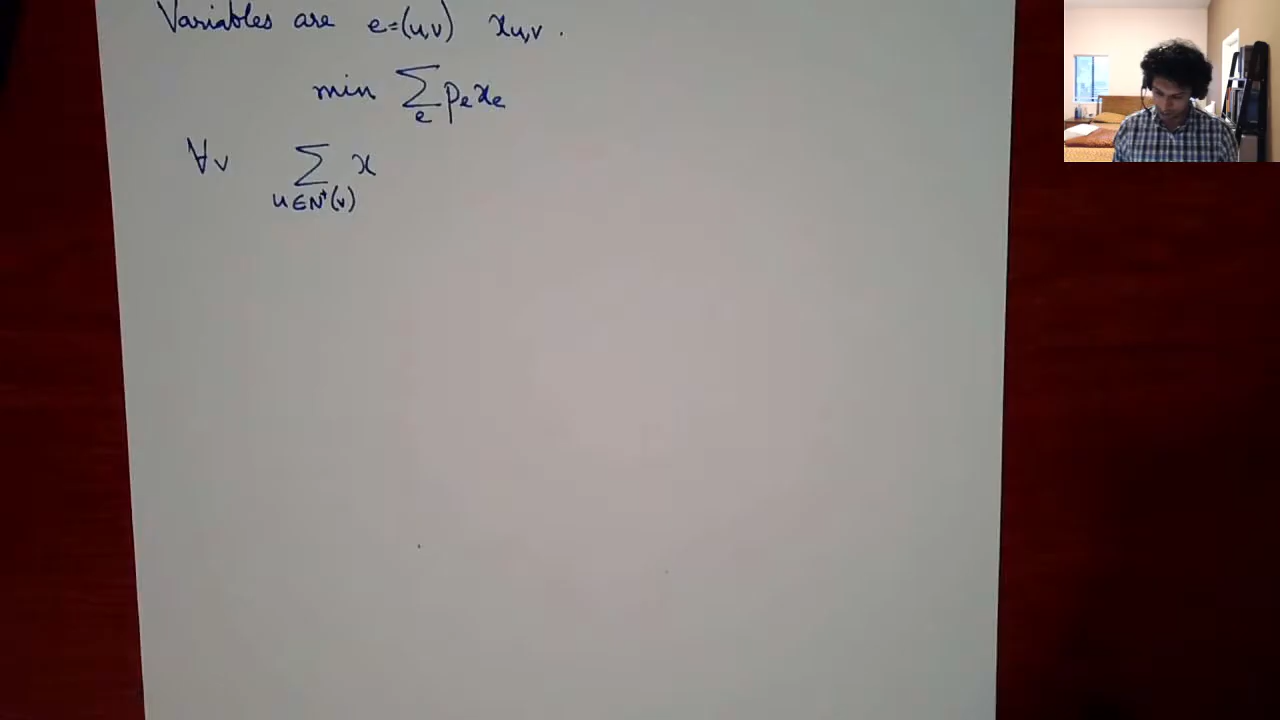 Variables are e=(u,v) x_{u,v}.
min ∑_e p_e x_e
∀v ∑_{u∈N⁺(v)} x